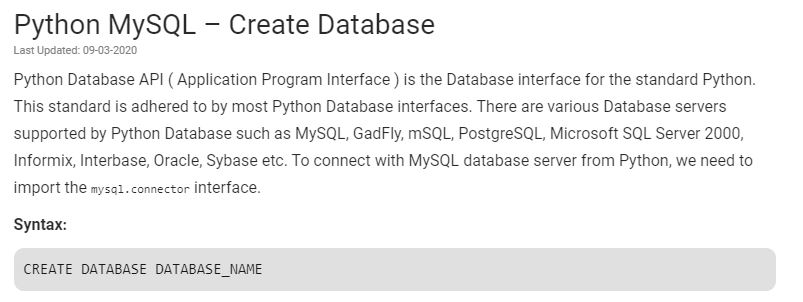 Python MySQL – Create Database
Last Updated: 09-03-2020
Python Database API ( Application Program Interface ) is the Database interface for the standard Python.
This standard is adhered to by most Python Database interfaces. There are various Database servers
supported by Python Database such as MySQL, GadFly, mSQL, PostgreSQL, Microsoft SQL Server 2000,
Informix, Interbase, Oracle, Sybase etc. To connect with MySQL database server from Python, we need to
import the mysql.connector interface.
Syntax:
CREATE DATABASE DATABASE_NAME